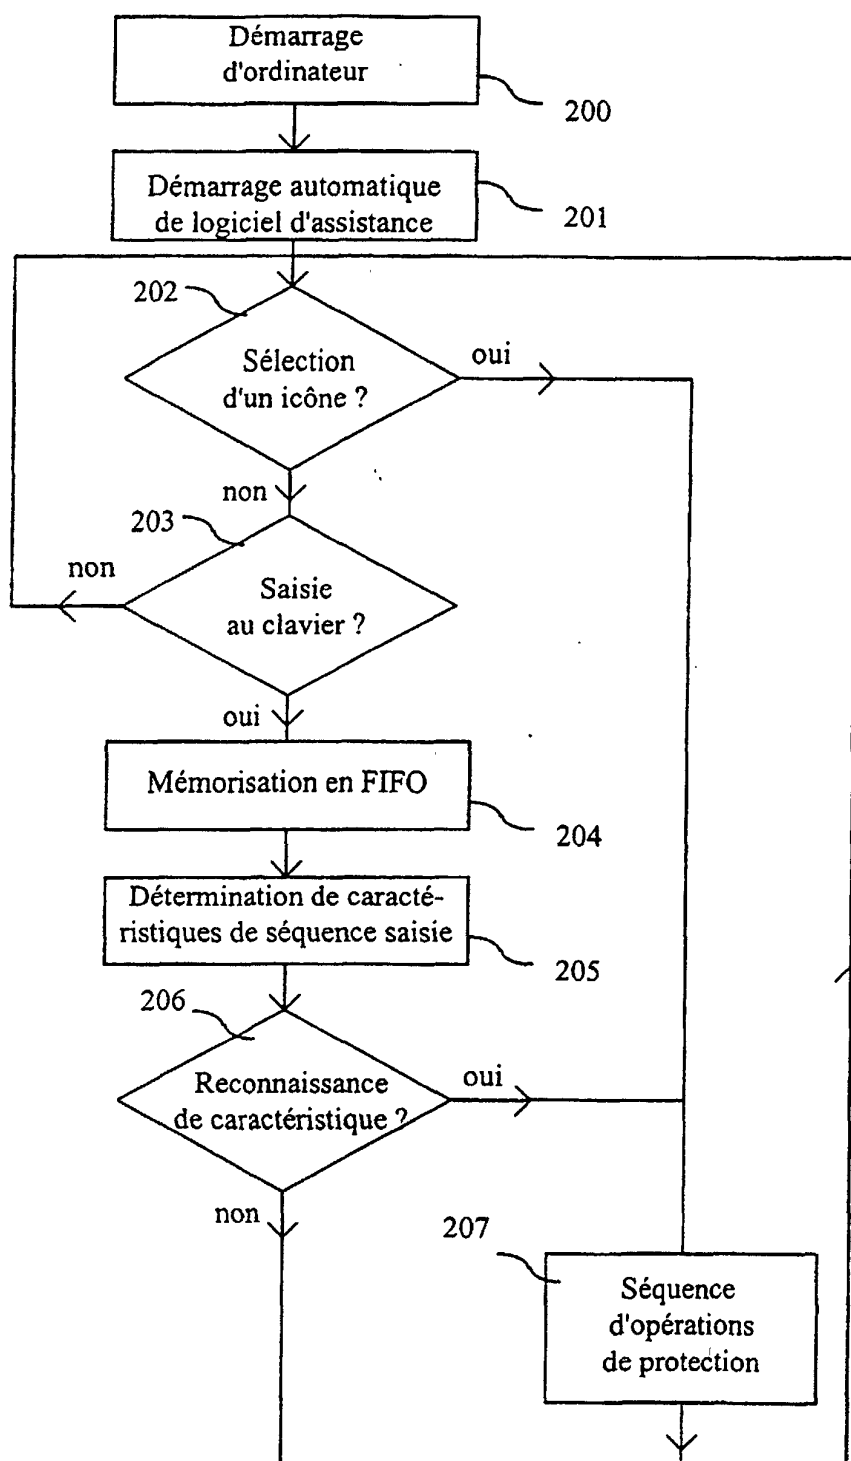 Démarrage
d'ordinateur
200
Démarrage automatique
de logiciel d'assistance
201
202
Sélection
d'un icône ?
oui
non
203
non
Saisie
au clavier ?
oui
Mémorisation en FIFO
204
Détermination de caracté-
ristiques de séquence saisie
205
206
Reconnaissance
de caractéristique ?
oui
non
207
Séquence
d'opérations
de protection